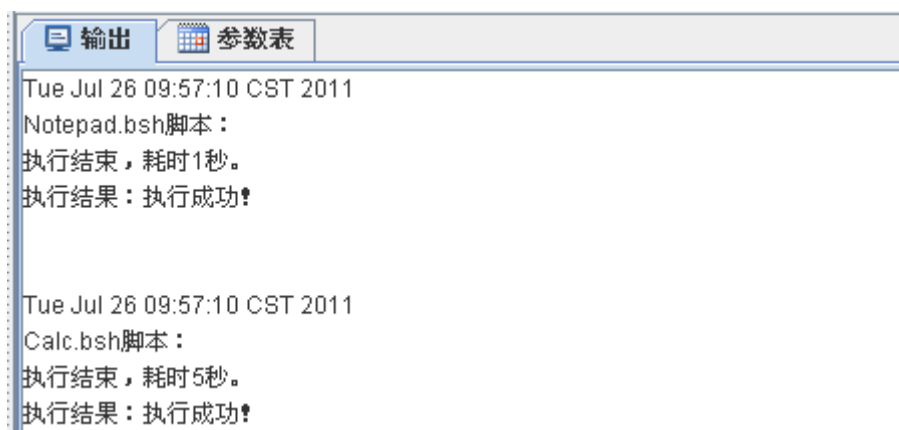 输出 参数表
Tue Jul 26 09:57:10 CST 2011
Notepad.bsh脚本：
执行结束，耗时1秒。
执行结果：执行成功！
Tue Jul 26 09:57:10 CST 2011
Calc.bsh脚本：
执行结束，耗时5秒。
执行结果：执行成功！